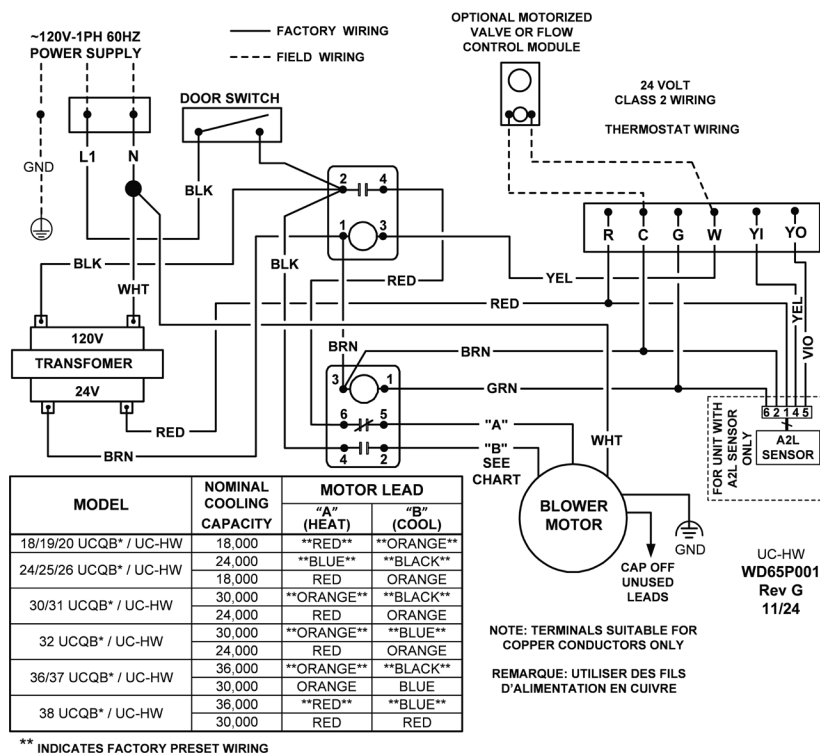 ~120V-1PH 60HZ
POWER SUPPLY
FACTORY WIRING
FIELD WIRING
OPTIONAL MOTORIZED
VALVE OR FLOW
CONTROL MODULE
24 VOLT
CLASS 2 WIRING
THERMOSTAT WIRING
DOOR SWITCH
L1 N
GND
BLK
2 4
1 3
R C G W YI YO
BLK
BLK
WHT
RED
YEL
RED
YEL
VIO
120V
TRANSFOMER
24V
BRN
BRN
3 1
GRN
6 5
4 2
"A"
"B"
SEE
CHART
WHT
RED
BRN
6 2 1 4 5
A2L
SENSOR
FOR UNIT WITH
A2L SENSOR
ONLY
BLOWER
MOTOR
GND
CAP OFF
UNUSED
LEADS
UC-HW
WD65P001
Rev G
11/24
NOTE: TERMINALS SUITABLE FOR
COPPER CONDUCTORS ONLY
REMARQUE: UTILISER DES FILS
D'ALIMENTATION EN CUIVRE
MODEL
NOMINAL
COOLING
CAPACITY
MOTOR LEAD
"A"
(HEAT)
"B"
(COOL)
18/19/20 UCQB* / UC-HW 18,000 **RED** **ORANGE**
24/25/26 UCQB* / UC-HW 24,000 **BLUE** **BLACK**
18,000 RED ORANGE
30/31 UCQB* / UC-HW 30,000 **ORANGE** **BLACK**
24,000 RED ORANGE
32 UCQB* / UC-HW 30,000 **ORANGE** **BLUE**
24,000 RED ORANGE
36/37 UCQB* / UC-HW 36,000 **ORANGE** **BLACK**
30,000 ORANGE BLUE
38 UCQB* / UC-HW 36,000 **RED** **BLUE**
30,000 RED RED
** INDICATES FACTORY PRESET WIRING